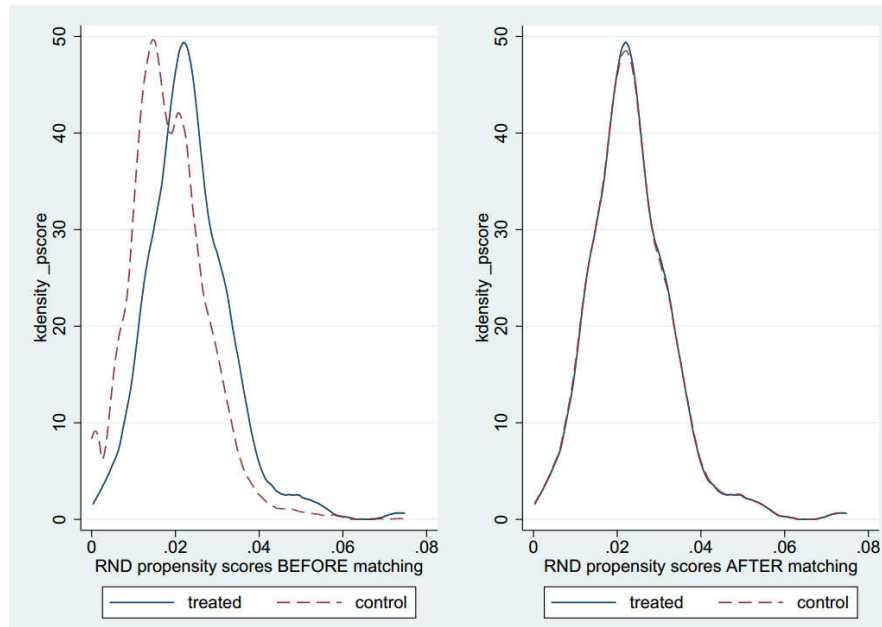 kdensity _pscore
50
40
30
20
10
0
0 .02 .04 .06 .08
RND propensity scores BEFORE matching
treated control
kdensity _pscore
50
40
30
20
10
0
0 .02 .04 .06 .08
RND propensity scores AFTER matching
treated control